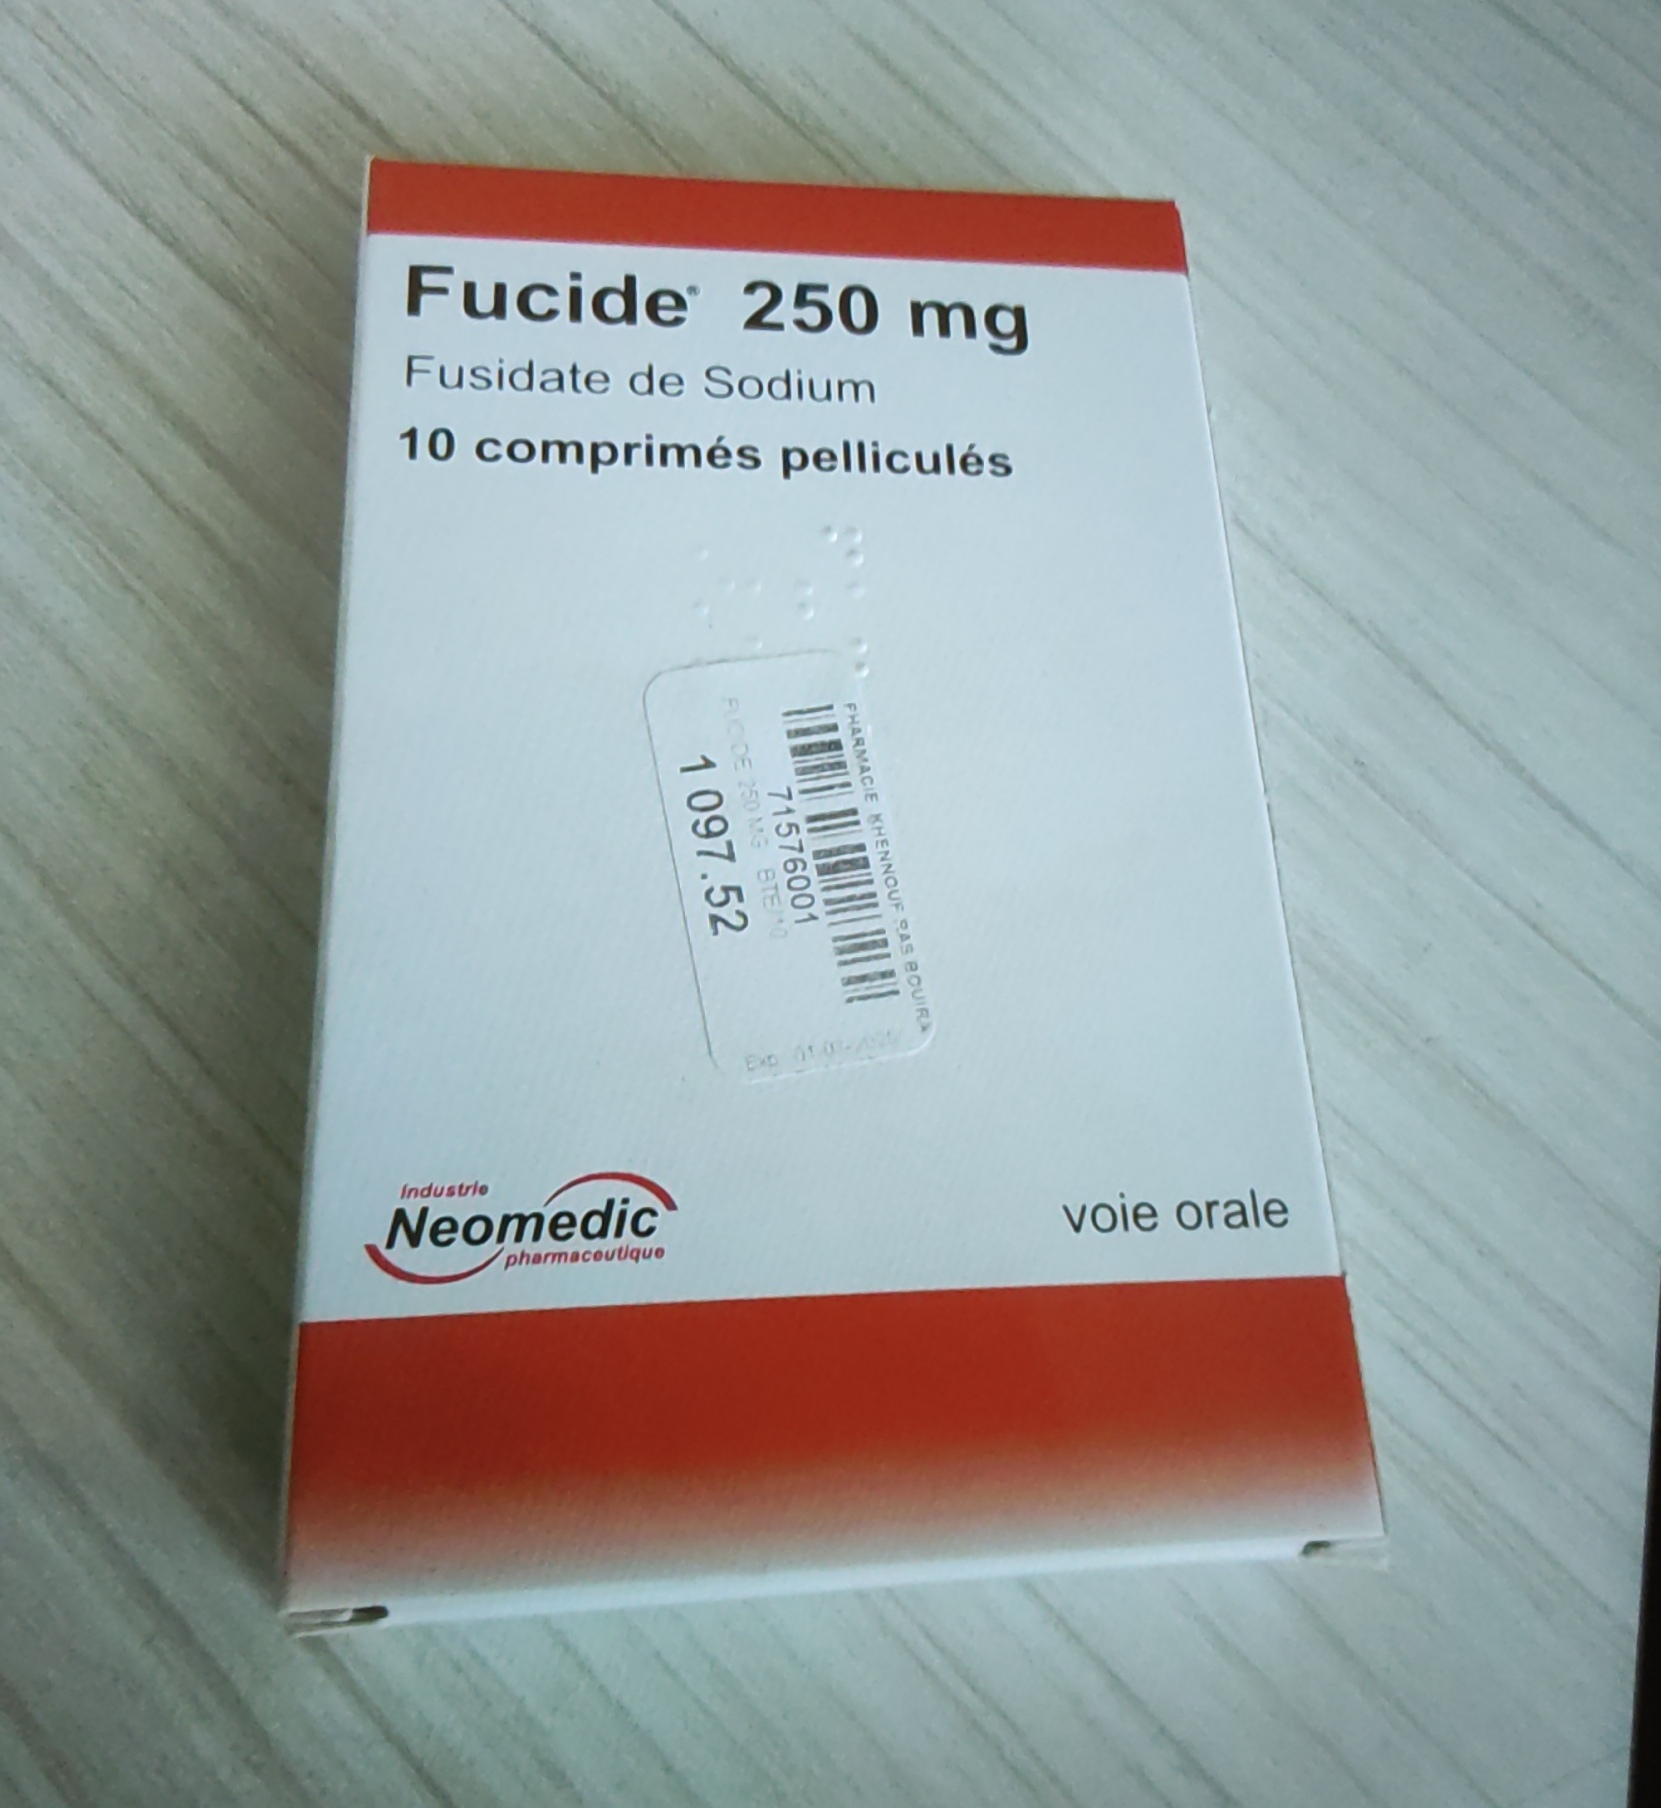 Fucide® 250 mg
Fusidate de Sodium
10 comprimés pelliculés
PHARMACIE KHENNOUF RAS BOUIRA
71576001
FUCIDE 250 MG BTE/10
1 097.52
Exp
Industrie
Neomedic
pharmaceutique
voie orale